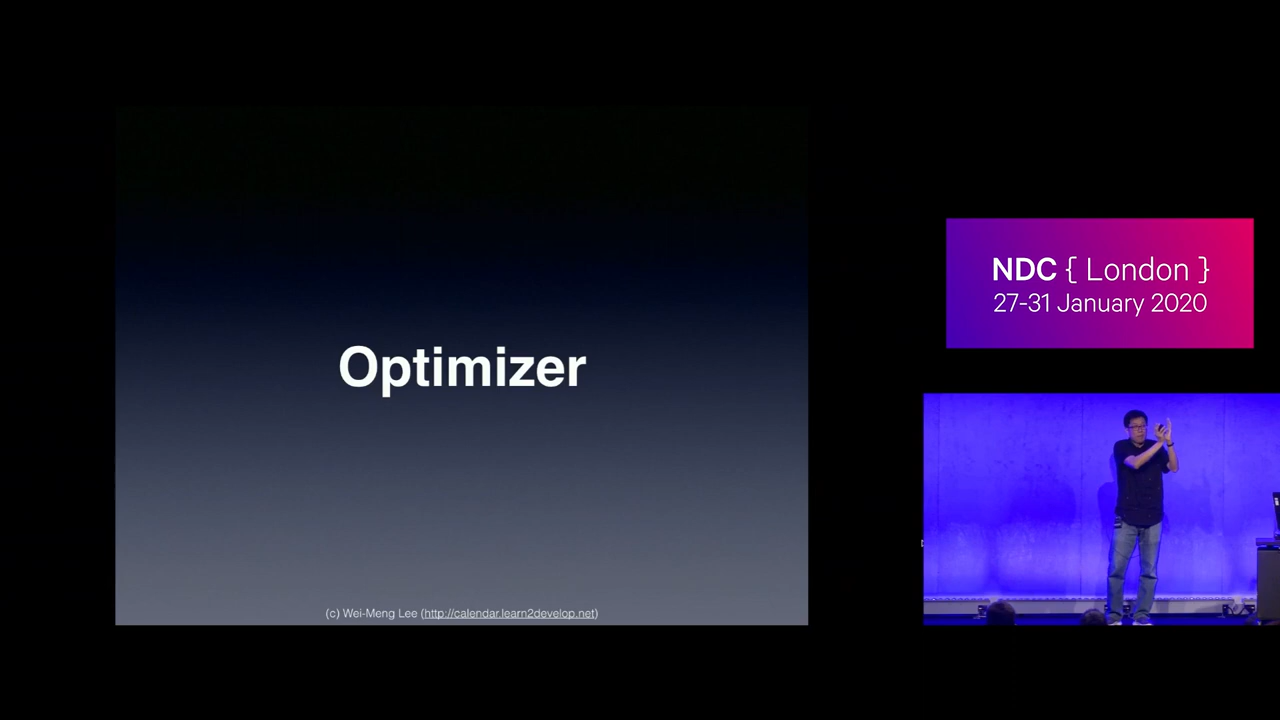 Optimizer
(c) Wei-Meng Lee (http://calendar.learn2develop.net)
NDC { London }
27-31 January 2020